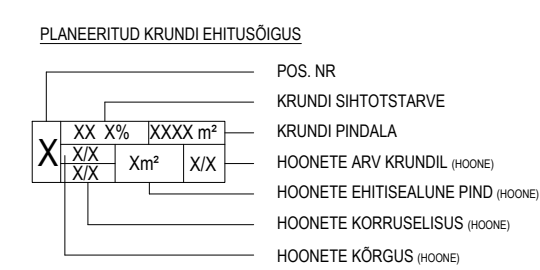 PLANEERITUD KRUNDI EHITUSÕIGUS
POS. NR
KRUNDI SIHTOTSTARVE
XX X% XXXX m²
KRUNDI PINDALA
X
X/X
X/X
Xm²
X/X
HOONETE ARV KRUNDIL (HOONE)
HOONETE EHITISEALUNE PIND (HOONE)
HOONETE KORRUSELISUS (HOONE)
HOONETE KÕRGUS (HOONE)